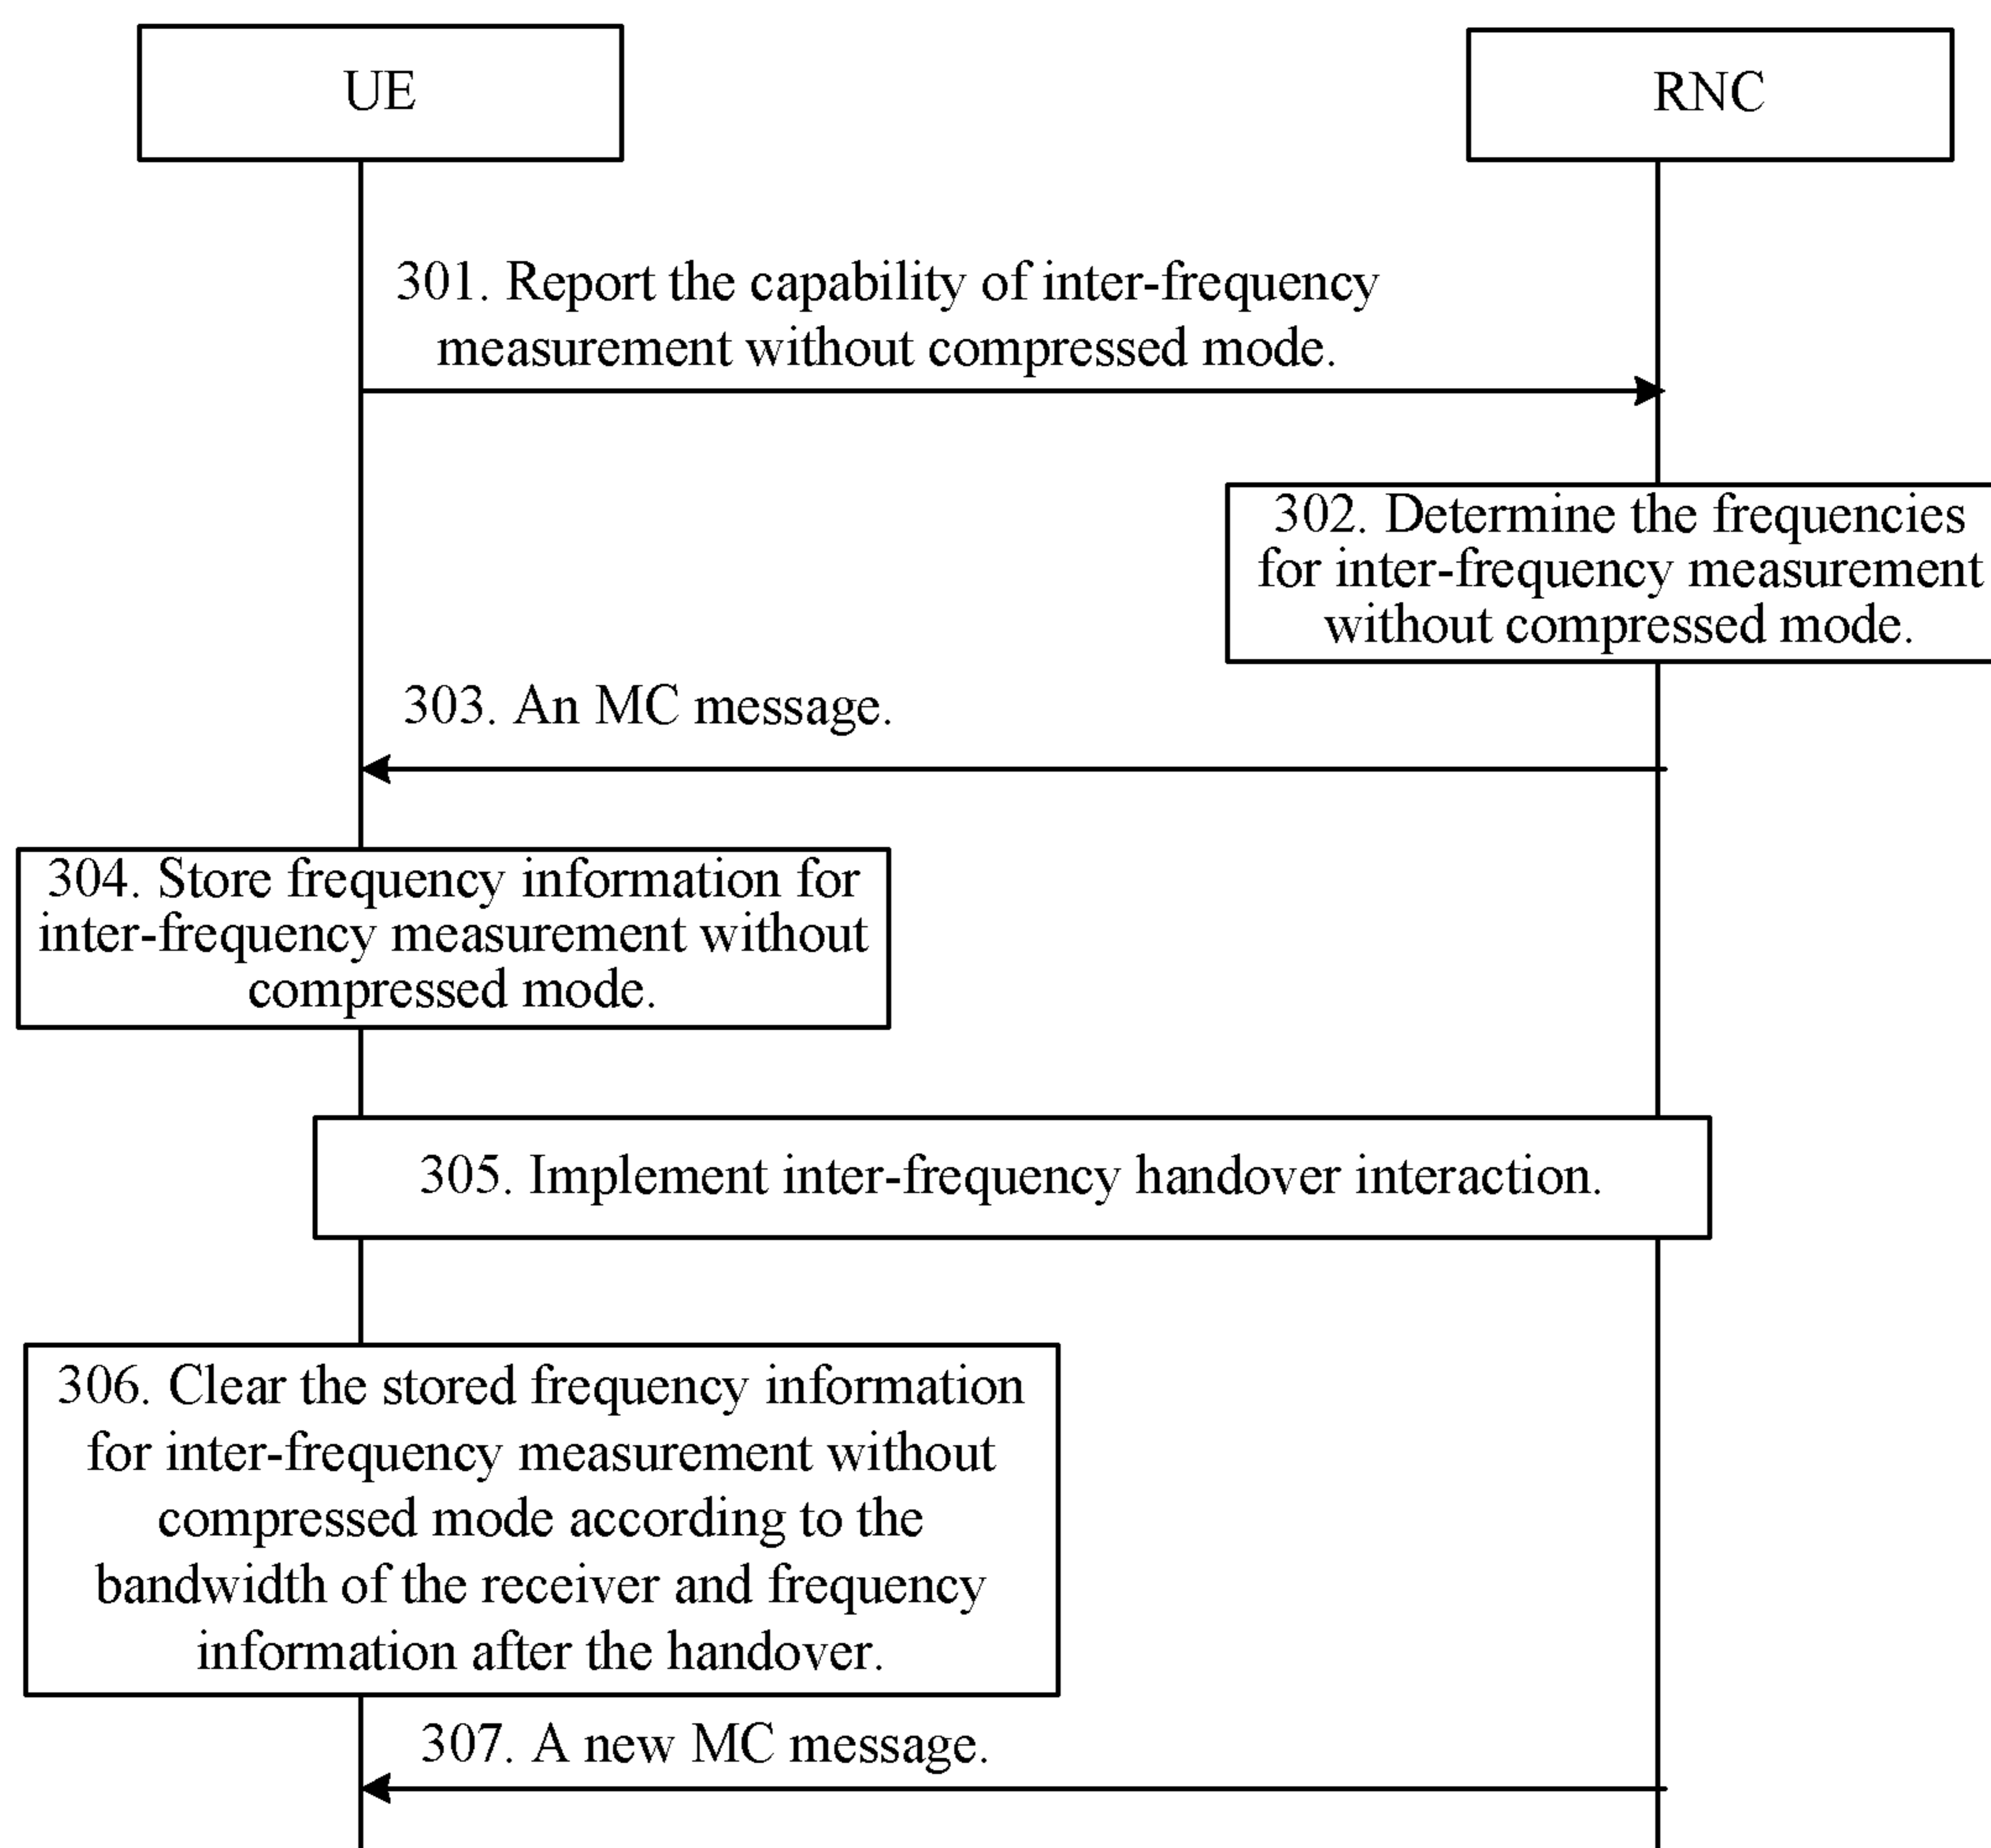 UE
RNC
301. Report the capability of inter-frequency
measurement without compressed mode.
302. Determine the frequencies
for inter-frequency measurement
without compressed mode.
303. An MC message.
304. Store frequency information for
inter-frequency measurement without
compressed mode.
305. Implement inter-frequency handover interaction.
306. Clear the stored frequency information
for inter-frequency measurement without
compressed mode according to the
bandwidth of the receiver and frequency
information after the handover.
307. A new MC message.